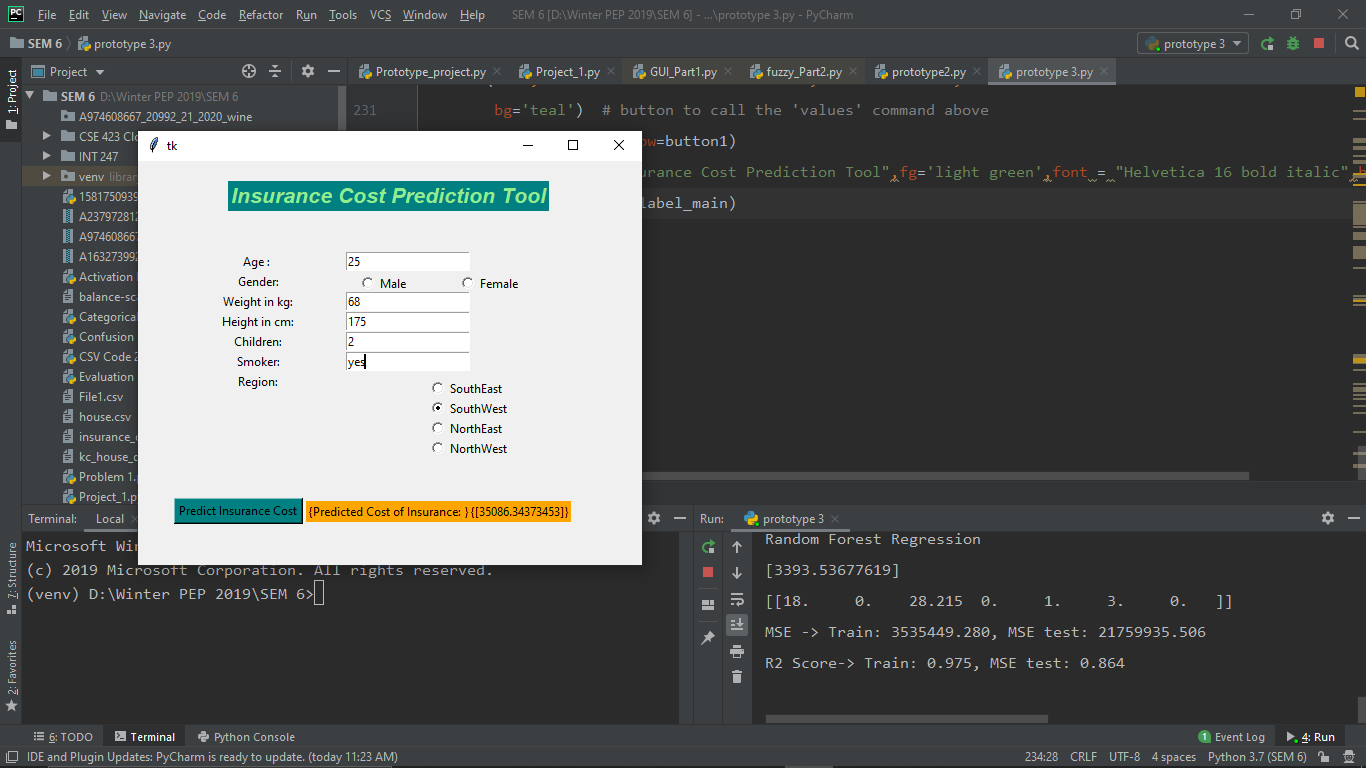 File Edit View Navigate Code Refactor Run Tools VCS Window Help SEM 6 [D:\Winter PEP 2019\SEM 6] - ...\prototype 3.py - PyCharm
SEM 6 prototype 3.py prototype 3
Project Prototype_project.py Project_1.py GUI_Part1.py fuzzy_Part2.py prototype2.py prototype 3.py
1: Project
SEM 6 D:\Winter PEP 2019\SEM 6
A974608667_20992_21_2020_wine
CSE 423 Clo
INT 247
venv library
1581750939
A237972812
A974608667
A163273992
Activation
balance-sca
Categorical
Confusion
CSV Code 2
Evaluation
File1.csv
house.csv
insurance_
kc_house_
Problem 1.
Project_1.p
231 bg='teal') # button to call the 'values' command above
ow=button1)
urance Cost Prediction Tool",fg='light green',font = "Helvetica 16 bold italic",b
label_main)
tk
Insurance Cost Prediction Tool
Age : 25
Gender: Male Female
Weight in kg: 68
Height in cm: 175
Children: 2
Smoker: yes
Region:
SouthEast
SouthWest
NorthEast
NorthWest
Predict Insurance Cost {Predicted Cost of Insurance: } {[35086.34373453]}
Terminal: Local
Microsoft Win
(c) 2019 Microsoft Corporation. All rights reserved.
(venv) D:\Winter PEP 2019\SEM 6>
Run: prototype 3
Random Forest Regression
[3393.53677619]
[[18. 0. 28.215 0. 1. 3. 0. ]]
MSE -> Train: 3535449.280, MSE test: 21759935.506
R2 Score-> Train: 0.975, MSE test: 0.864
7: Structure
2: Favorites
6: TODO Terminal Python Console 1 Event Log 4: Run
IDE and Plugin Updates: PyCharm is ready to update. (today 11:23 AM) 234:28 CRLF UTF-8 4 spaces Python 3.7 (SEM 6)